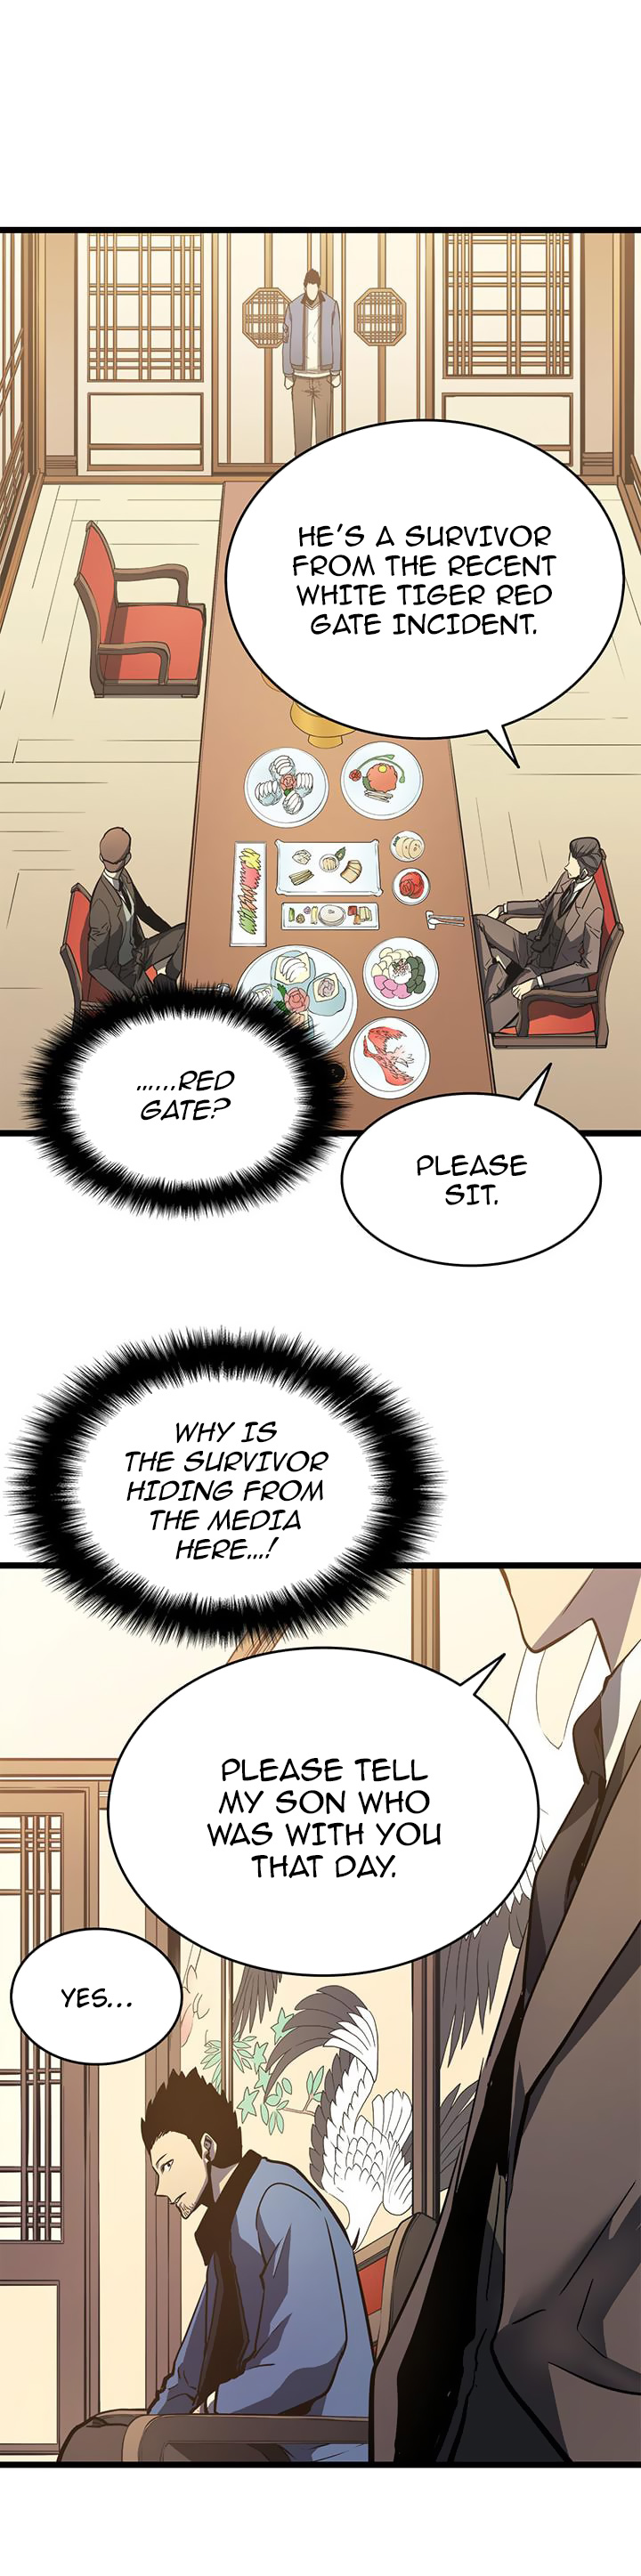 HE'S A SURVIVOR
FROM THE RECENT
WHITE TIGER RED
GATE INCIDENT.
......RED
GATE?
PLEASE
SIT.
WHY IS
THE SURVIVOR
HIDING FROM
THE MEDIA
HERE...!
PLEASE TELL
MY SON WHO
WAS WITH YOU
THAT DAY.
YES...